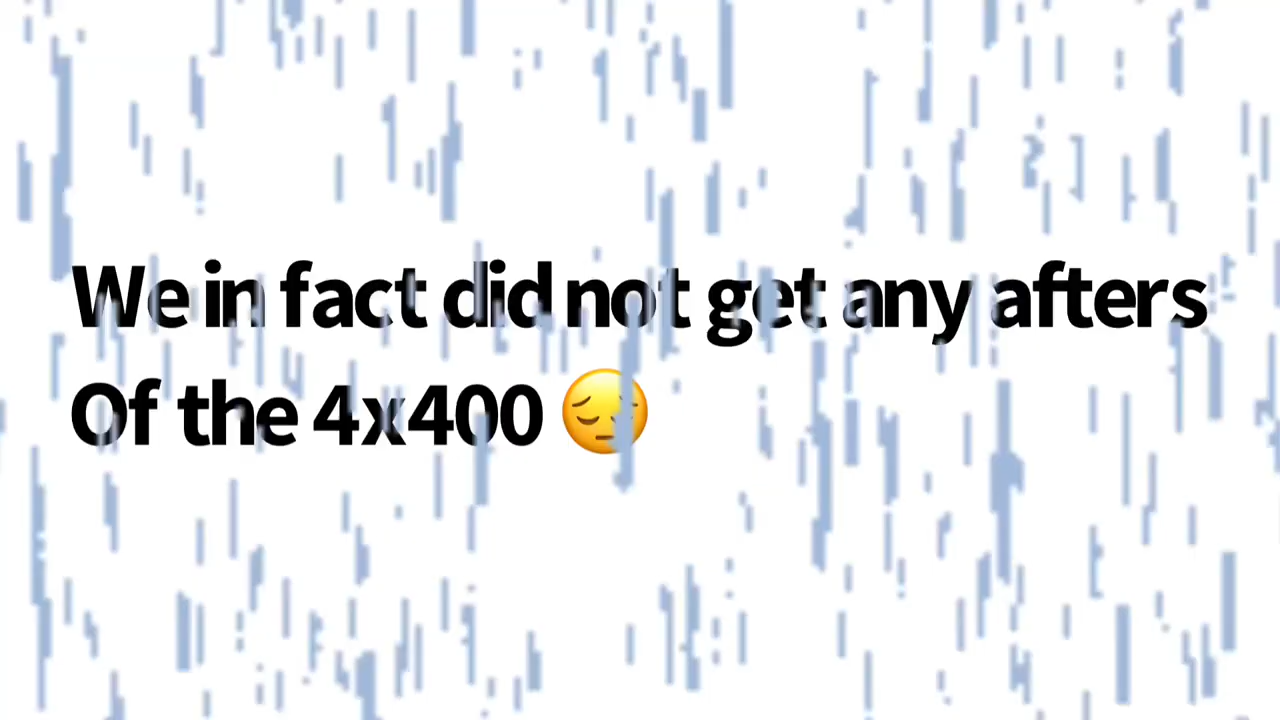 We in fact did not get any afters
Of the 4x400 😔